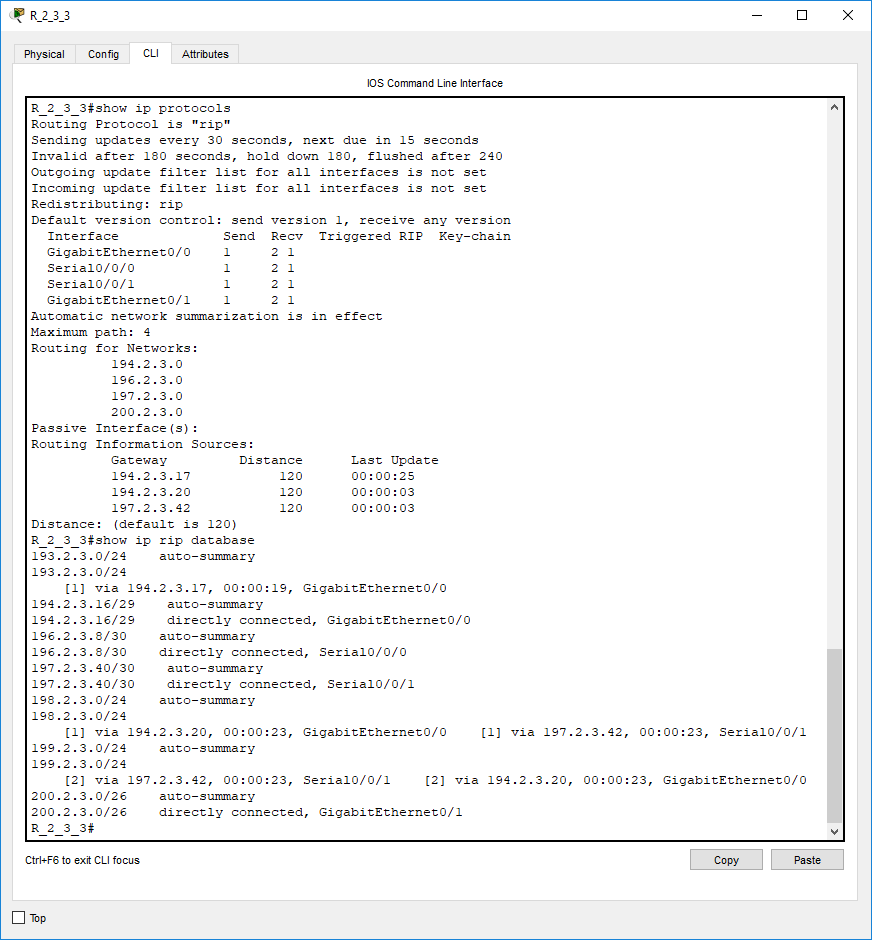 R_2_3_3
Physical Config CLI Attributes
IOS Command Line Interface
R_2_3_3#show ip protocols
Routing Protocol is "rip"
Sending updates every 30 seconds, next due in 15 seconds
Invalid after 180 seconds, hold down 180, flushed after 240
Outgoing update filter list for all interfaces is not set
Incoming update filter list for all interfaces is not set
Redistributing: rip
Default version control: send version 1, receive any version
  Interface             Send  Recv  Triggered RIP  Key-chain
  GigabitEthernet0/0    1     2 1
  Serial0/0/0           1     2 1
  Serial0/0/1           1     2 1
  GigabitEthernet0/1    1     2 1
Automatic network summarization is in effect
Maximum path: 4
Routing for Networks:
          194.2.3.0
          196.2.3.0
          197.2.3.0
          200.2.3.0
Passive Interface(s):
Routing Information Sources:
          Gateway         Distance      Last Update
          194.2.3.17           120      00:00:25
          194.2.3.20           120      00:00:03
          197.2.3.42           120      00:00:03
Distance: (default is 120)
R_2_3_3#show ip rip database
193.2.3.0/24    auto-summary
193.2.3.0/24
    [1] via 194.2.3.17, 00:00:19, GigabitEthernet0/0
194.2.3.16/29    auto-summary
194.2.3.16/29    directly connected, GigabitEthernet0/0
196.2.3.8/30    auto-summary
196.2.3.8/30    directly connected, Serial0/0/0
197.2.3.40/30    auto-summary
197.2.3.40/30    directly connected, Serial0/0/1
198.2.3.0/24    auto-summary
198.2.3.0/24
    [1] via 194.2.3.20, 00:00:23, GigabitEthernet0/0    [1] via 197.2.3.42, 00:00:23, Serial0/0/1
199.2.3.0/24    auto-summary
199.2.3.0/24
    [2] via 197.2.3.42, 00:00:23, Serial0/0/1    [2] via 194.2.3.20, 00:00:23, GigabitEthernet0/0
200.2.3.0/26    auto-summary
200.2.3.0/26    directly connected, GigabitEthernet0/1
R_2_3_3#
Ctrl+F6 to exit CLI focus Copy Paste
Top